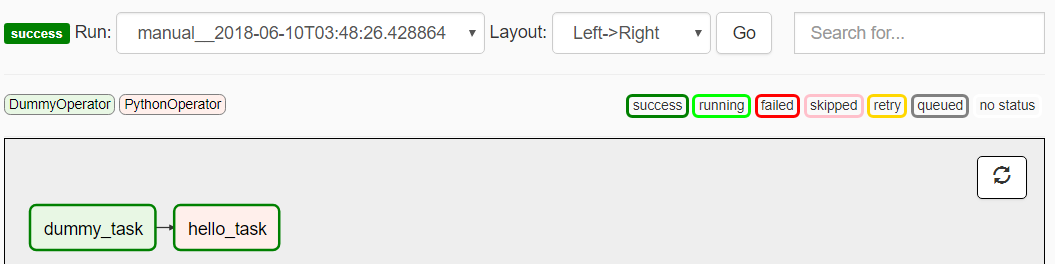 success Run: manual__2018-06-10T03:48:26.428864 Layout: Left->Right Go Search for...
DummyOperator PythonOperator success running failed skipped retry queued no status
dummy_task hello_task